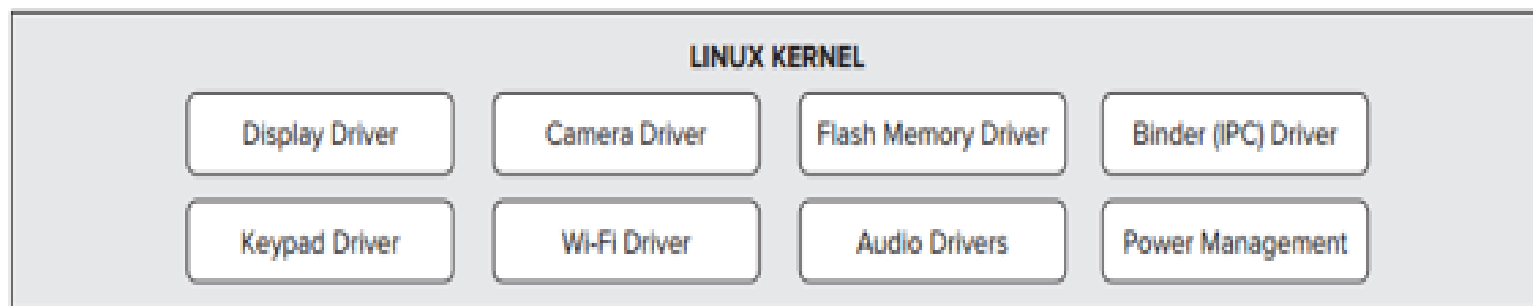 LINUX KERNEL
Display Driver
Camera Driver
Flash Memory Driver
Binder (IPC) Driver
Keypad Driver
Wi-Fi Driver
Audio Drivers
Power Management